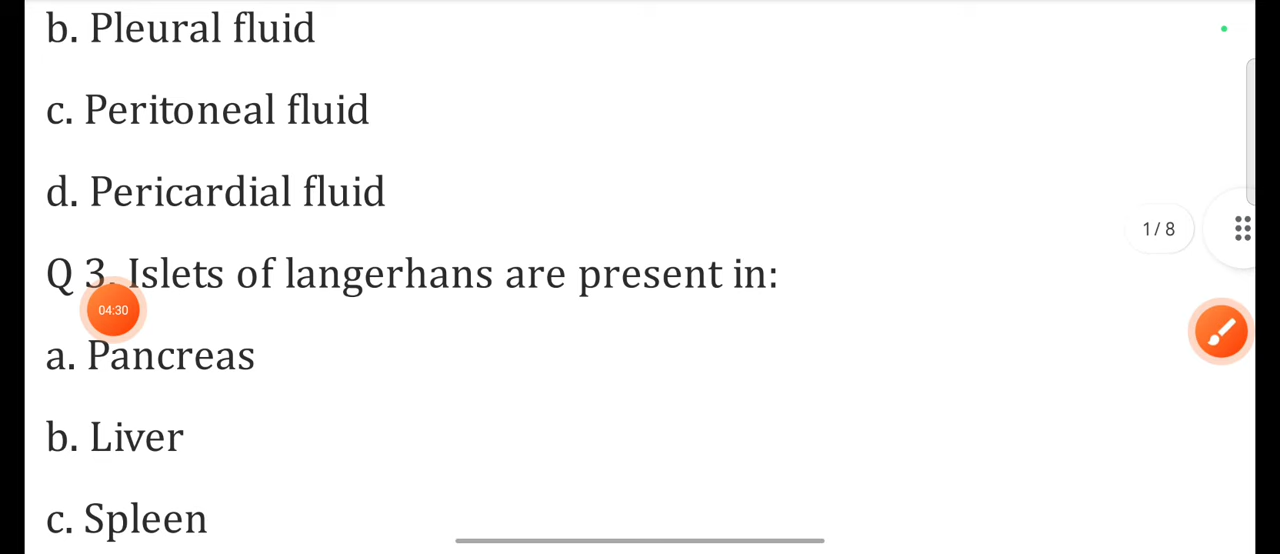 b. Pleural fluid
c. Peritoneal fluid
d. Pericardial fluid
1 / 8
Q 3. Islets of langerhans are present in:
04:30
a. Pancreas
b. Liver
c. Spleen